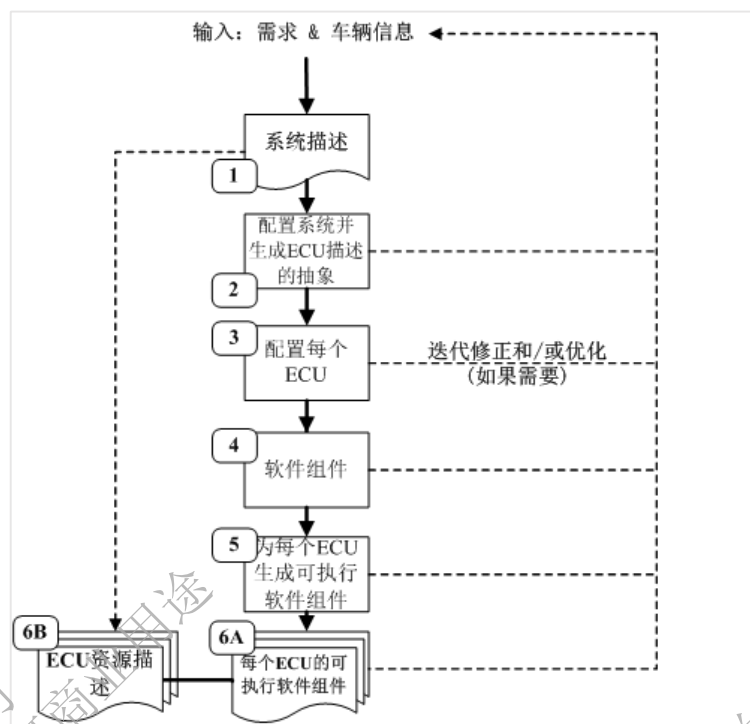 输入：需求 & 车辆信息
系统描述
1
配置系统并
生成ECU描述
的抽象
2
3
配置每个
ECU
迭代修正和/或优化
(如果需要)
4
软件组件
5
为每个ECU
生成可执行
软件组件
6B
ECU资源描
述
6A
每个ECU的可
执行软件组件
商业用途